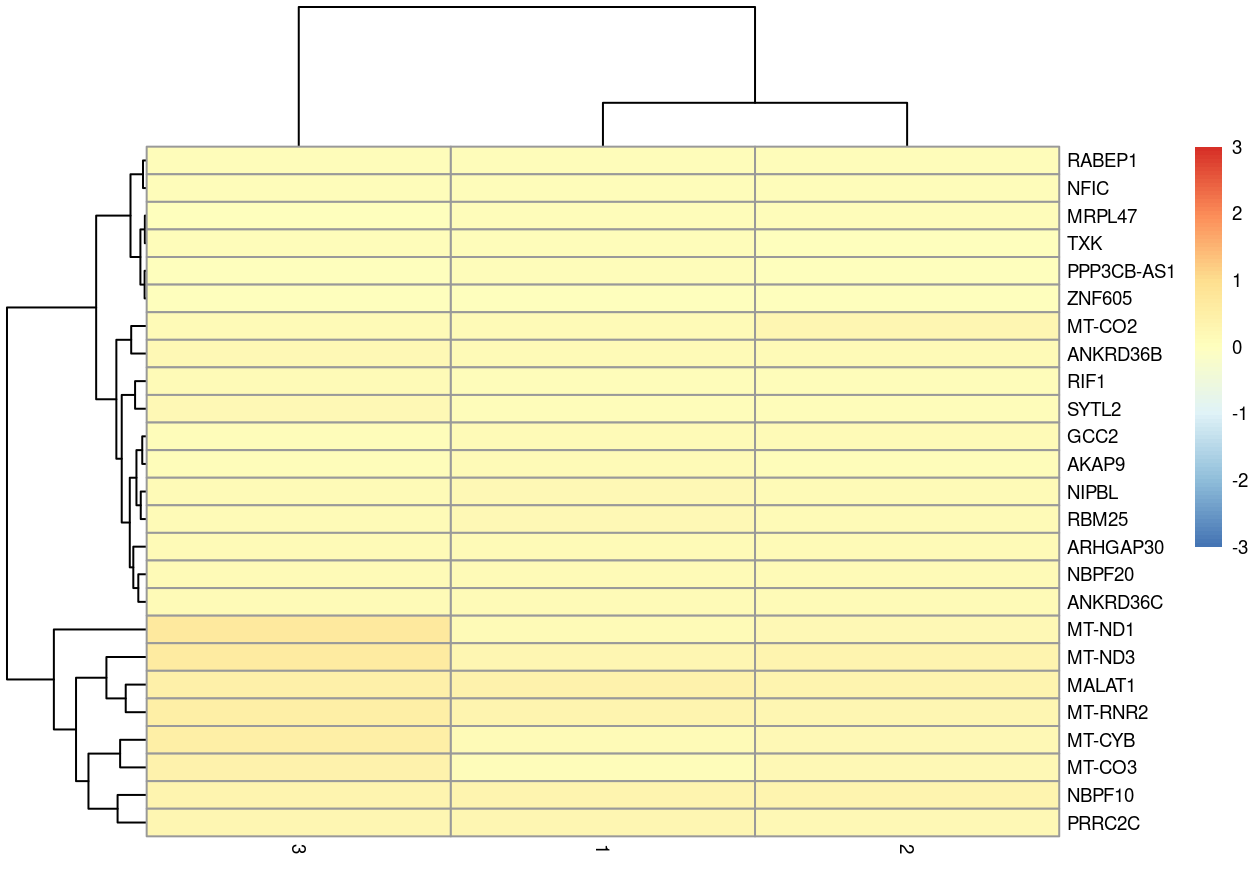 RABEP1
NFIC
MRPL47
TXK
PPP3CB-AS1
ZNF605
MT-CO2
ANKRD36B
RIF1
SYTL2
GCC2
AKAP9
NIPBL
RBM25
ARHGAP30
NBPF20
ANKRD36C
MT-ND1
MT-ND3
MALAT1
MT-RNR2
MT-CYB
MT-CO3
NBPF10
PRRC2C
3
2
1
0
-1
-2
-3
3
1
2